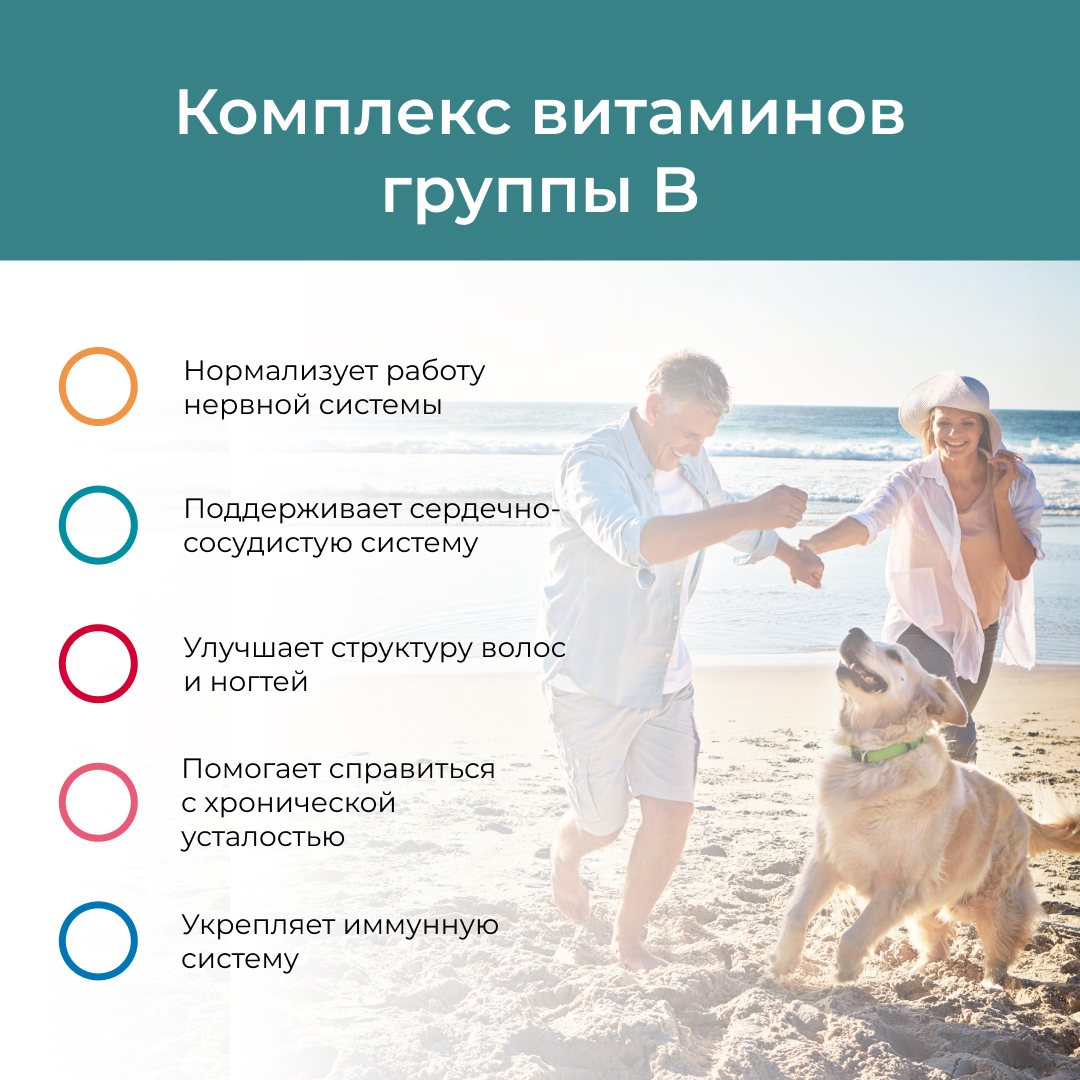 Комплекс витаминов
группы В
Нормализует работу
нервной системы
Поддерживает сердечно-
сосудистую систему
Улучшает структуру волос
и ногтей
Помогает справиться
с хронической
усталостью
Укрепляет иммунную
систему